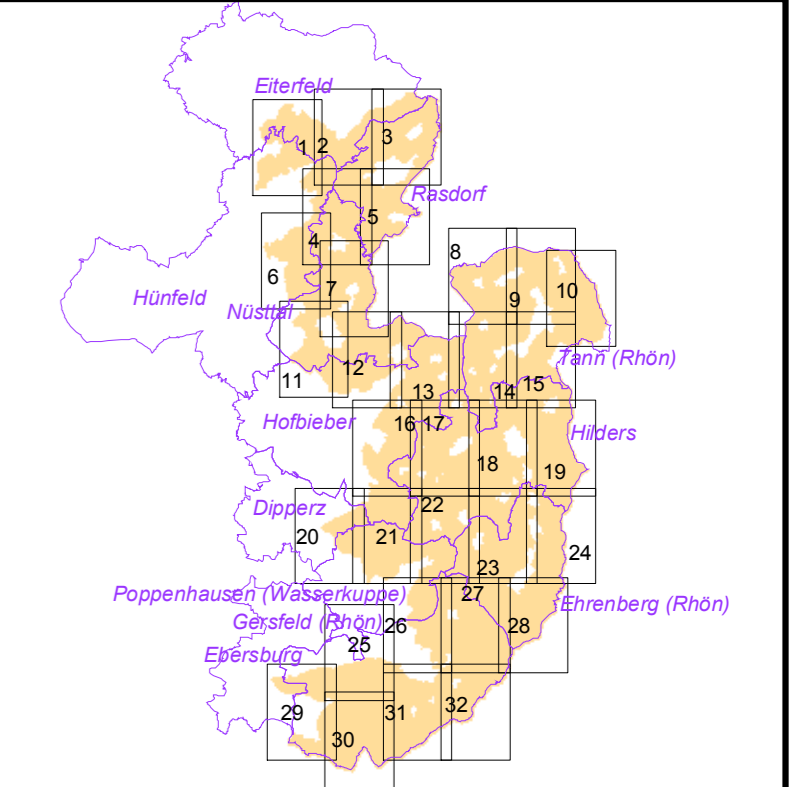 Eiterfeld
1
2
3
Rasdorf
5
4
8
6
7
9
10
Hünfeld
Nüsttal
Tann (Rhön)
11
12
13
14
15
Hofbieber
16
17
Hilders
18
19
Dipperz
22
20
21
24
23
Poppenhausen (Wasserkuppe)
27
Ehrenberg (Rhön)
Gersfeld (Rhön)
26
28
25
Ebersburg
29
31
32
30